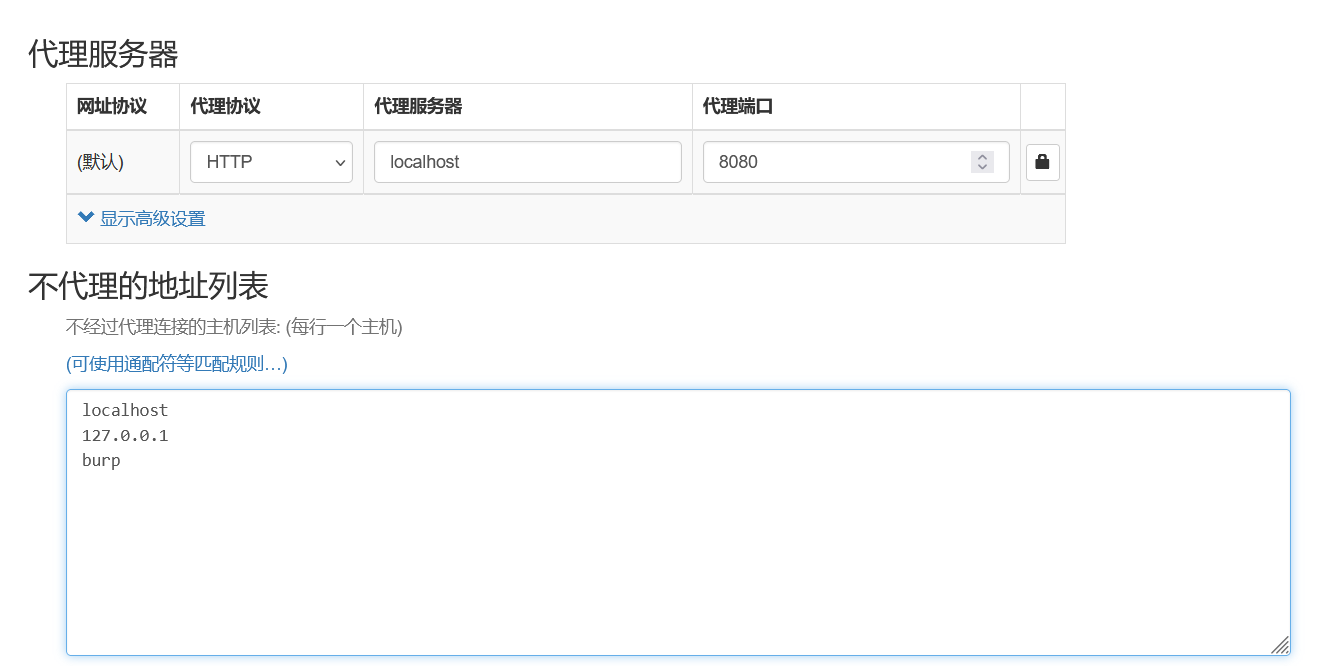 代理服务器
网址协议 代理协议 代理服务器 代理端口
(默认) HTTP localhost 8080
显示高级设置
不代理的地址列表
不经过代理连接的主机列表: (每行一个主机)
(可使用通配符等匹配规则…)
localhost
127.0.0.1
burp